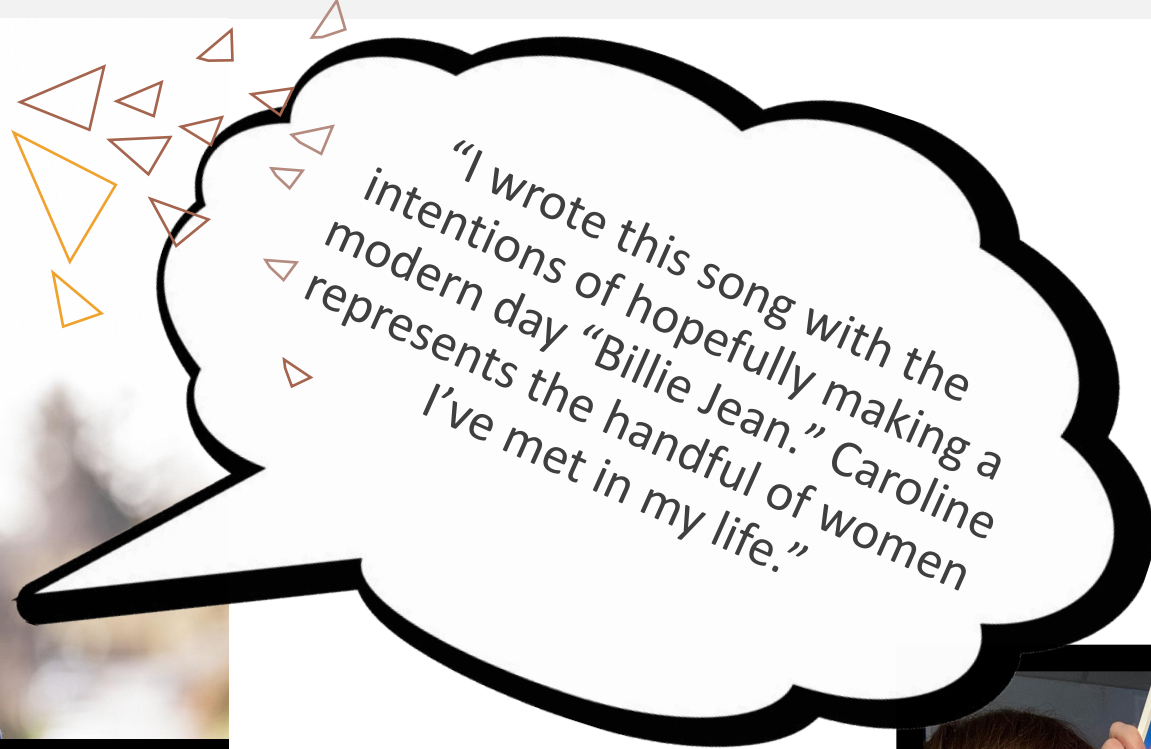 “I wrote this song with the
intentions of hopefully making a
modern day “Billie Jean.” Caroline
represents the handful of women
I’ve met in my life.”